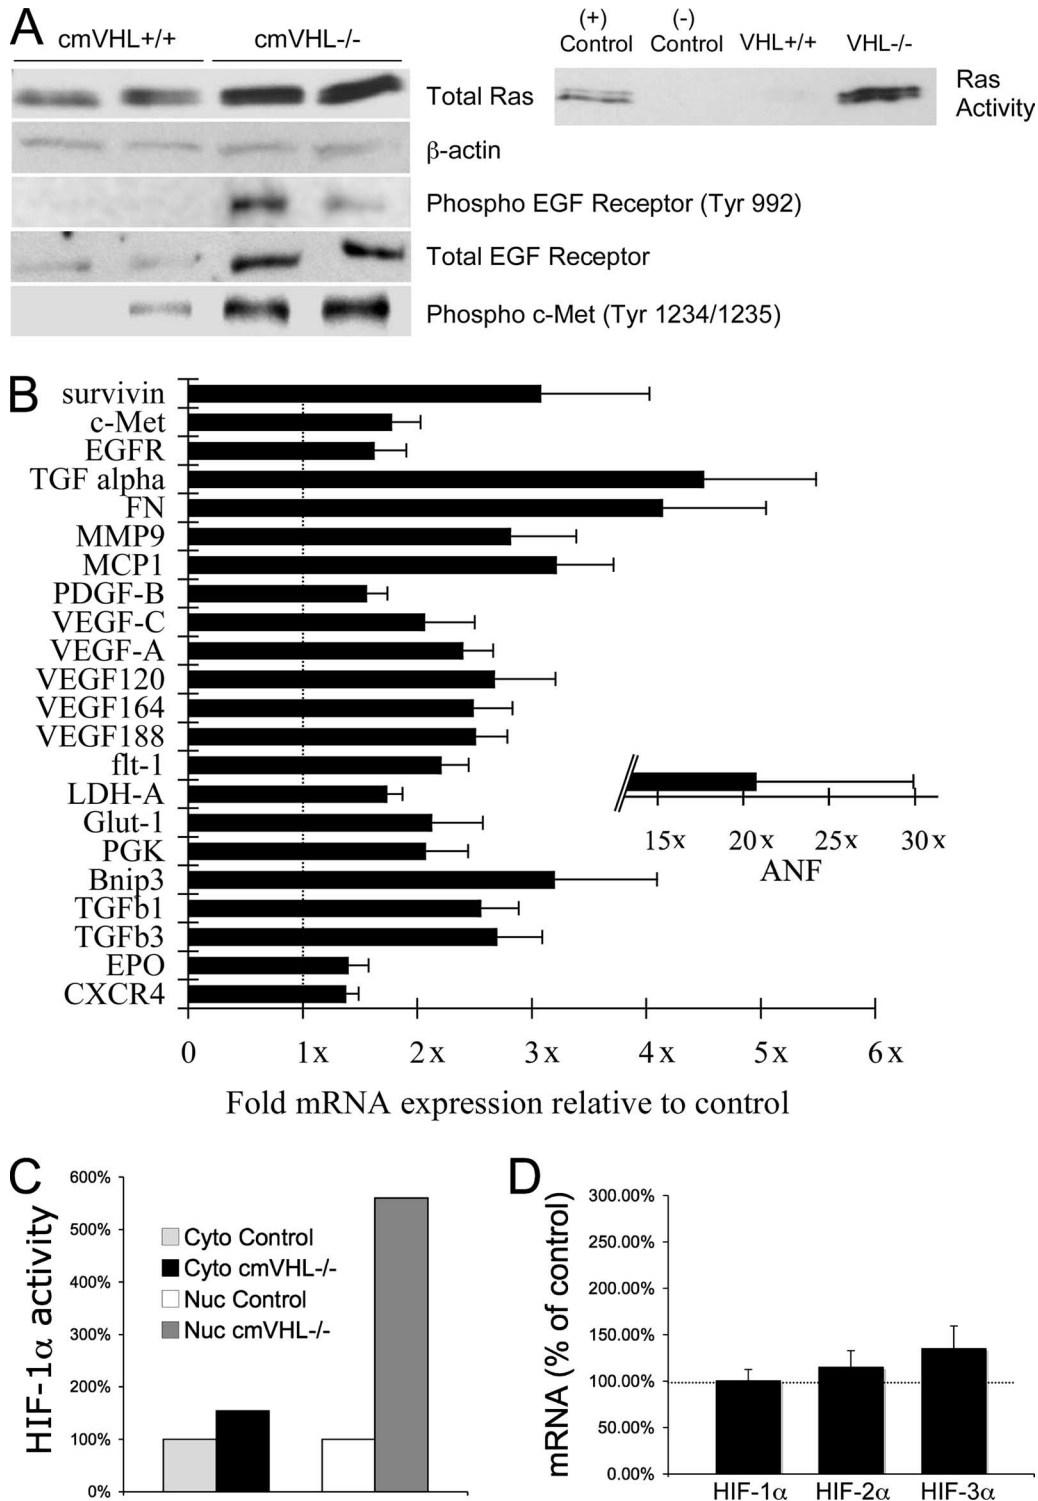 A
cmVHL+/+ cmVHL-/-
Total Ras
β-actin
Phospho EGF Receptor (Tyr 992)
Total EGF Receptor
Phospho c-Met (Tyr 1234/1235)
(+) Control (-) Control VHL+/+ VHL-/-
Ras Activity
B
survivin
c-Met
EGFR
TGF alpha
FN
MMP9
MCP1
PDGF-B
VEGF-C
VEGF-A
VEGF120
VEGF164
VEGF188
flt-1
LDH-A
Glut-1
PGK
Bnip3
TGFb1
TGFb3
EPO
CXCR4
0 1x 2x 3x 4x 5x 6x
Fold mRNA expression relative to control
15x 20x 25x 30x
ANF
C
HIF-1α activity
600%
500%
400%
300%
200%
100%
0%
Cyto Control
Cyto cmVHL-/-
Nuc Control
Nuc cmVHL-/-
D
mRNA (% of control)
300.00%
250.00%
200.00%
150.00%
100.00%
50.00%
0.00%
HIF-1α HIF-2α HIF-3α